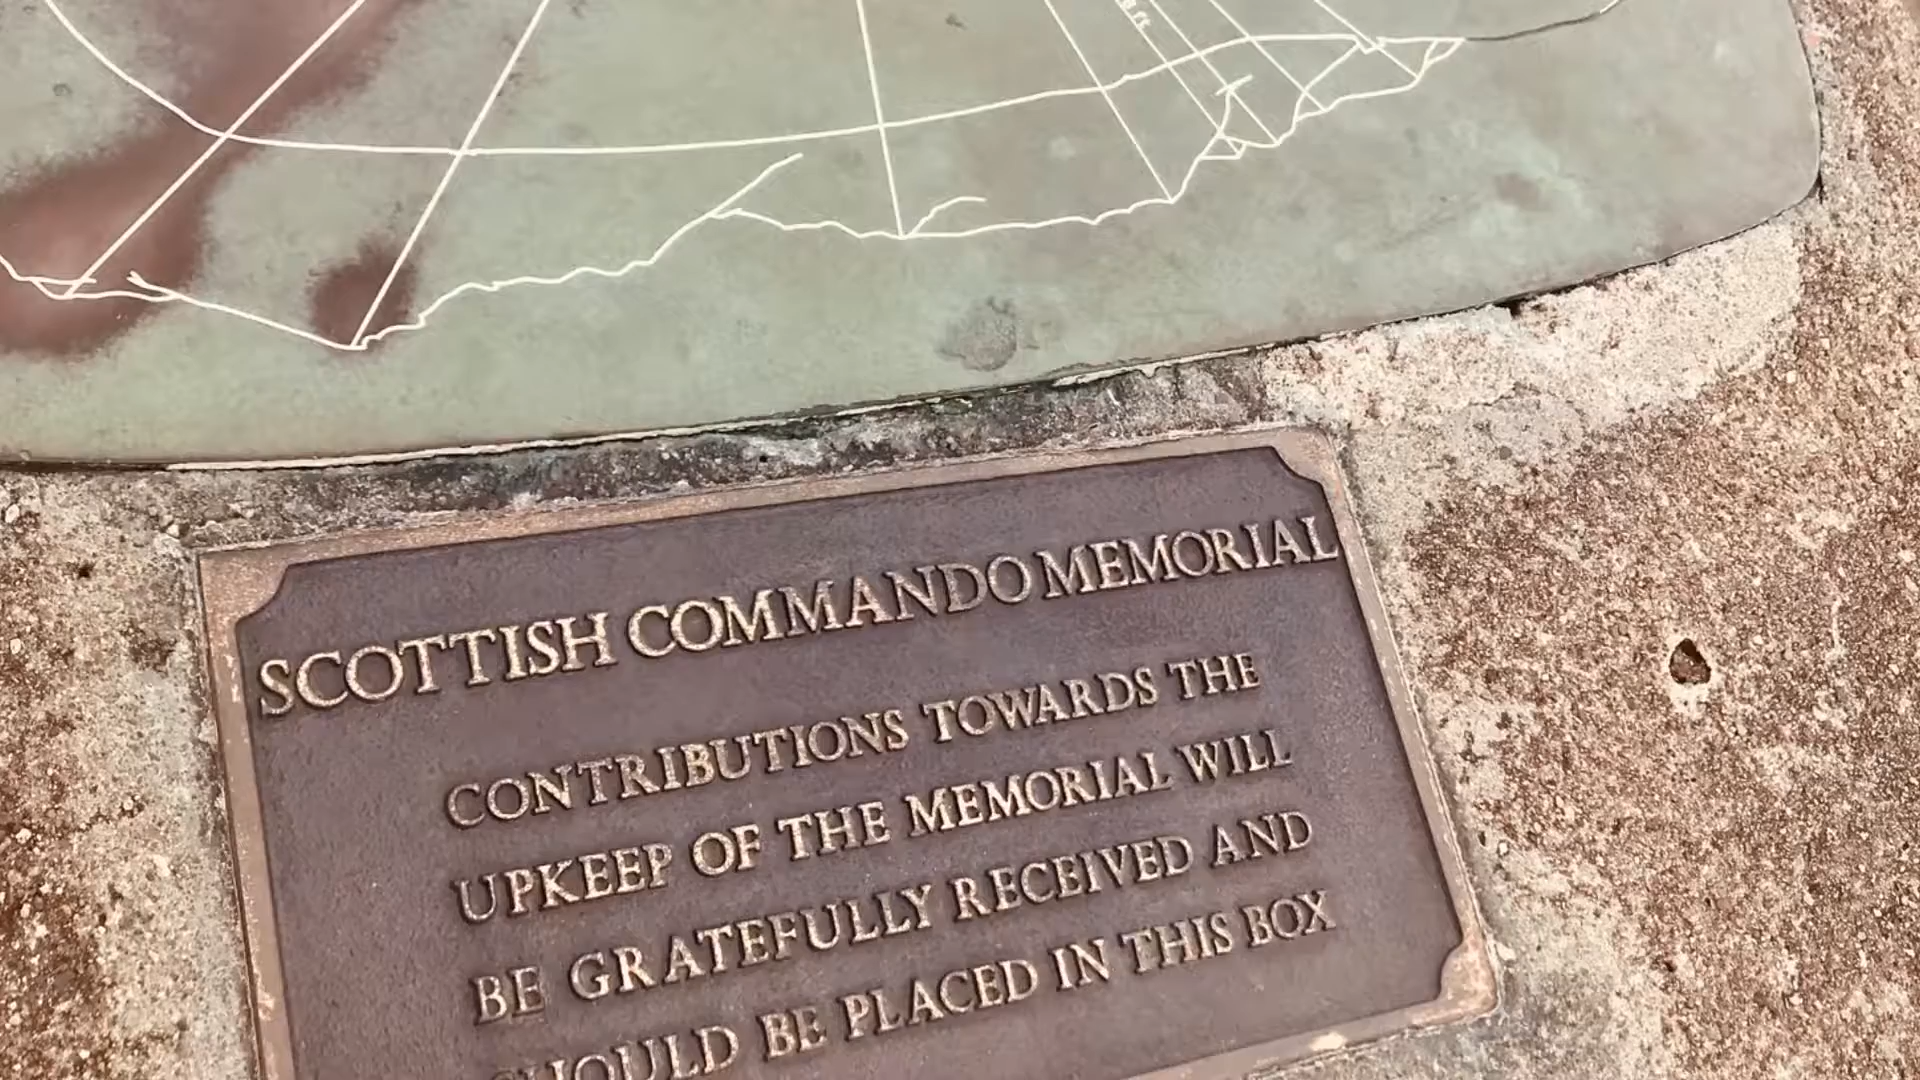 SCOTTISH COMMANDO MEMORIAL
CONTRIBUTIONS TOWARDS THE
UPKEEP OF THE MEMORIAL WILL
BE GRATEFULLY RECEIVED AND
SHOULD BE PLACED IN THIS BOX